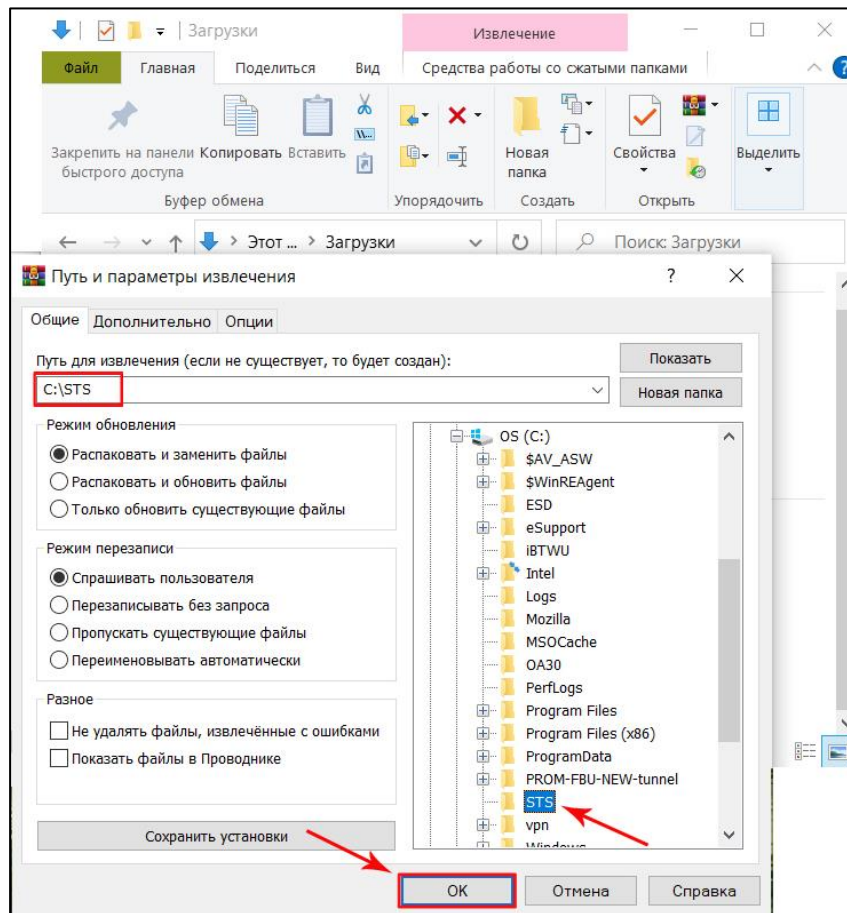 Загрузки
Извлечение
Файл Главная Поделиться Вид Средства работы со сжатыми папками
Закрепить на панели быстрого доступа
Копировать Вставить
W...
Новая папка
Свойства
Выделить
Буфер обмена Упорядочить Создать Открыть
Этот ... > Загрузки
Поиск: Загрузки
Путь и параметры извлечения ?
Общие Дополнительно Опции
Путь для извлечения (если не существует, то будет создан):
Показать
C:\STS
Новая папка
Режим обновления
Распаковать и заменить файлы
Распаковать и обновить файлы
Только обновить существующие файлы
Режим перезаписи
Спрашивать пользователя
Перезаписывать без запроса
Пропускать существующие файлы
Переименовывать автоматически
Разное
Не удалять файлы, извлечённые с ошибками
Показать файлы в Проводнике
Сохранить установки
OS (C:)
$AV_ASW
$WinREAgent
ESD
eSupport
iBTWU
Intel
Logs
Mozilla
MSOCache
OA30
PerfLogs
Program Files
Program Files (x86)
ProgramData
PROM-FBU-NEW-tunnel
STS
vpn
Windows
ОК Отмена Справка